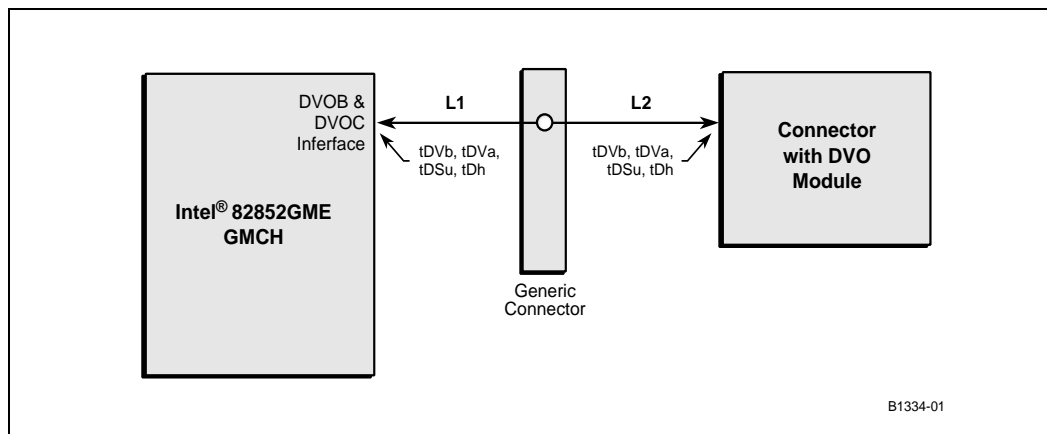 DVOB &
DVOC
Inferface
L1
L2
tDVb, tDVa,
tDSu, tDh
tDVb, tDVa,
tDSu, tDh
Connector
with DVO
Module
Intel® 82852GME
GMCH
Generic
Connector
B1334-01